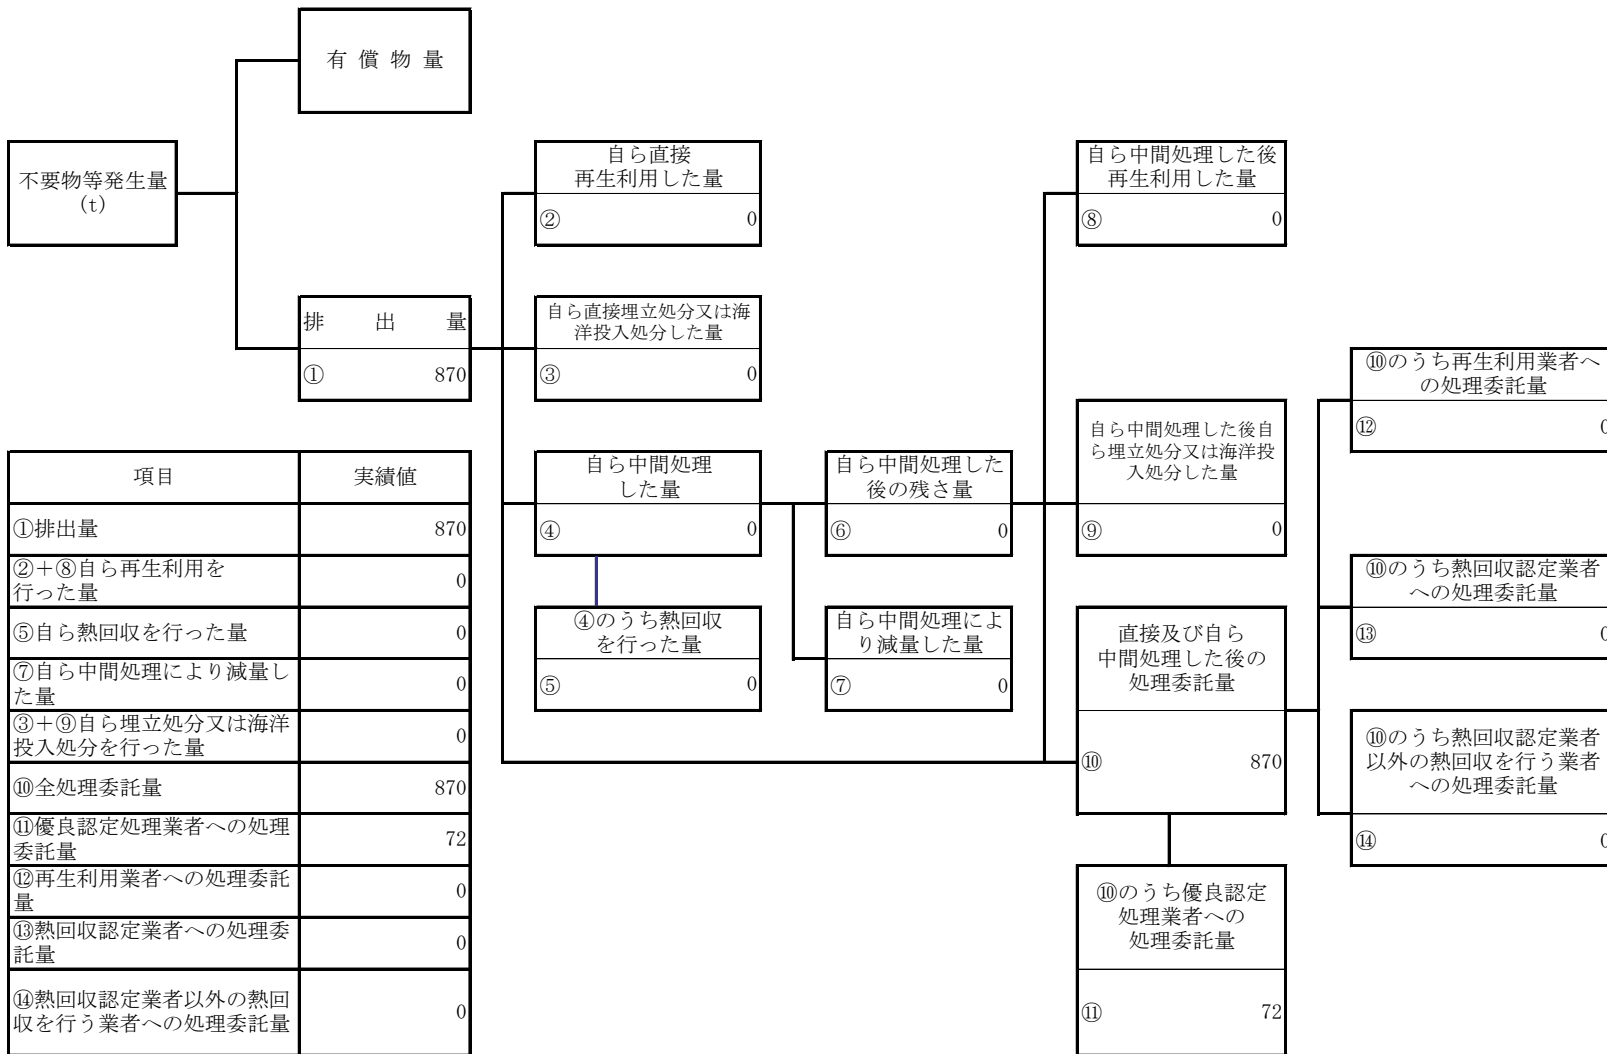 有 償 物 量
不要物等発生量
(t)
自ら直接
再生利用した量
② 0
自ら中間処理した後
再生利用した量
⑧ 0
排 出 量
① 870
自ら直接埋立処分又は海
洋投入処分した量
③ 0
⑩のうち再生利用業者へ
の処理委託量
⑫ 0
自ら中間処理した後自
ら埋立処分又は海洋投
入処分した量
⑨ 0
自ら中間処理
した量
④ 0
自ら中間処理した
後の残さ量
⑥ 0
④のうち熱回収
を行った量
⑤ 0
自ら中間処理によ
り減量した量
⑦ 0
直接及び自ら
中間処理した後の
処理委託量
⑩ 870
⑩のうち熱回収認定業者
への処理委託量
⑬ 0
⑩のうち熱回収認定業者
以外の熱回収を行う業者
への処理委託量
⑭ 0
⑩のうち優良認定
処理業者への
処理委託量
⑪ 72
項目 実績値
①排出量 870
②＋⑧自ら再生利用を
行った量 0
⑤自ら熱回収を行った量 0
⑦自ら中間処理により減量し
た量 0
③＋⑨自ら埋立処分又は海洋
投入処分を行った量 0
⑩全処理委託量 870
⑪優良認定処理業者への処理
委託量 72
⑫再生利用業者への処理委託
量 0
⑬熱回収認定業者への処理委
託量 0
⑭熱回収認定業者以外の熱回
収を行う業者への処理委託量 0